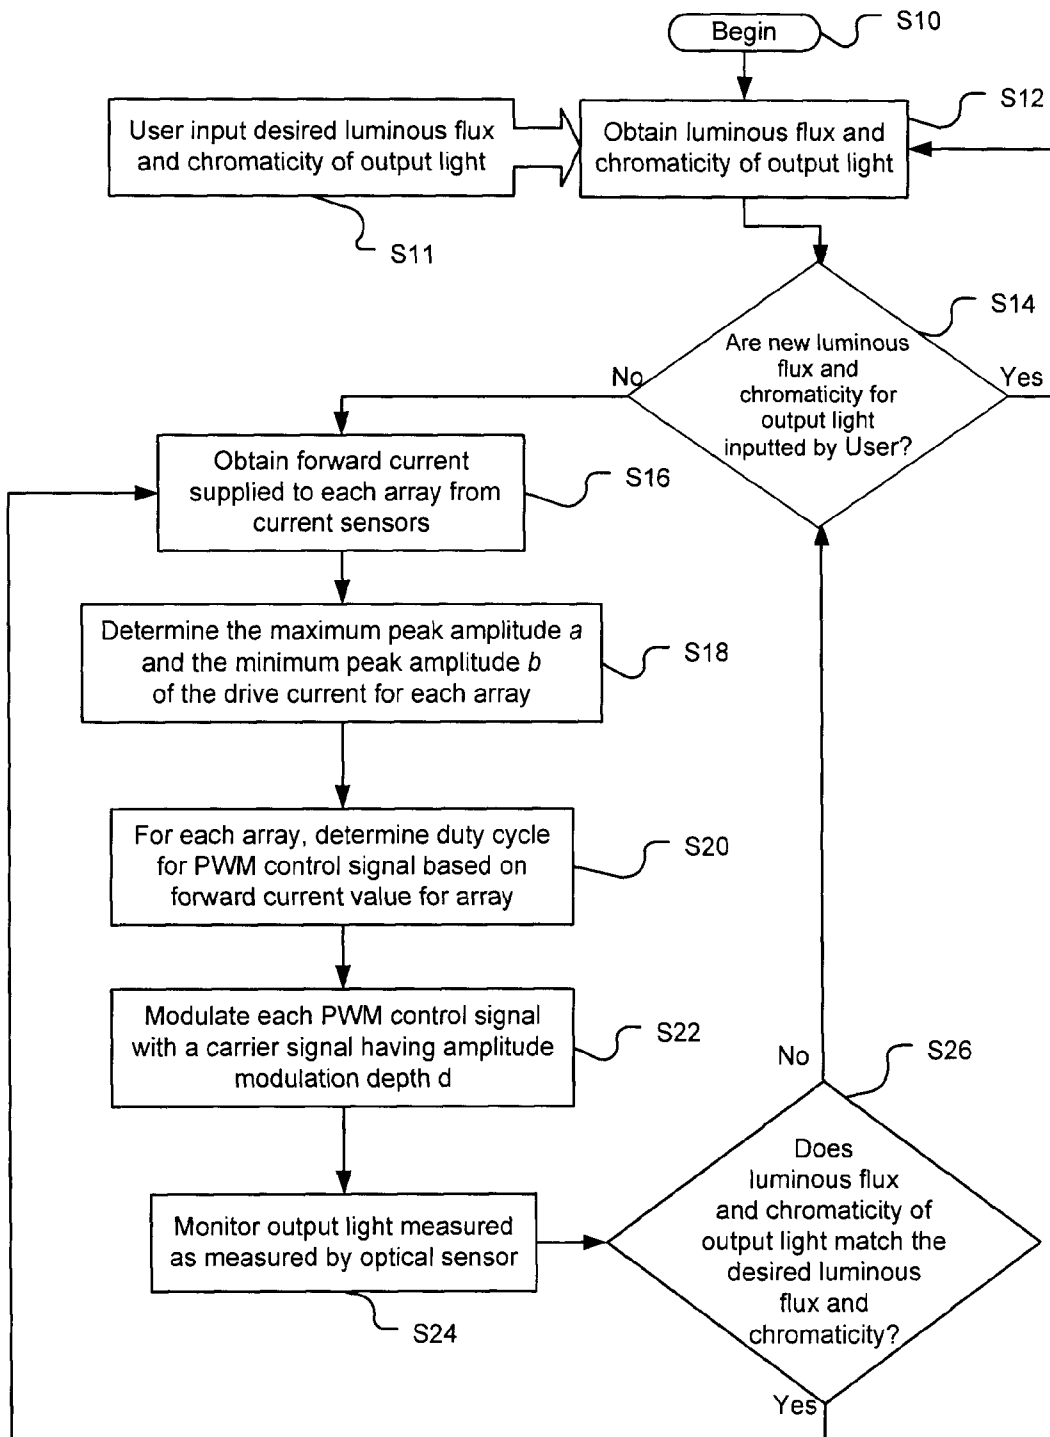 Begin
S10
S12
User input desired luminous flux
and chromaticity of output light
Obtain luminous flux and
chromaticity of output light
S11
S14
Are new luminous
flux and
chromaticity for
output light
inputted by User?
No
Yes
Obtain forward current
supplied to each array from
current sensors
S16
Determine the maximum peak amplitude a
and the minimum peak amplitude b
of the drive current for each array
S18
For each array, determine duty cycle
for PWM control signal based on
forward current value for array
S20
Modulate each PWM control signal
with a carrier signal having amplitude
modulation depth d
S22
No
S26
Monitor output light measured
as measured by optical sensor
S24
Does
luminous flux
and chromaticity of
output light match the
desired luminous
flux and
chromaticity?
Yes